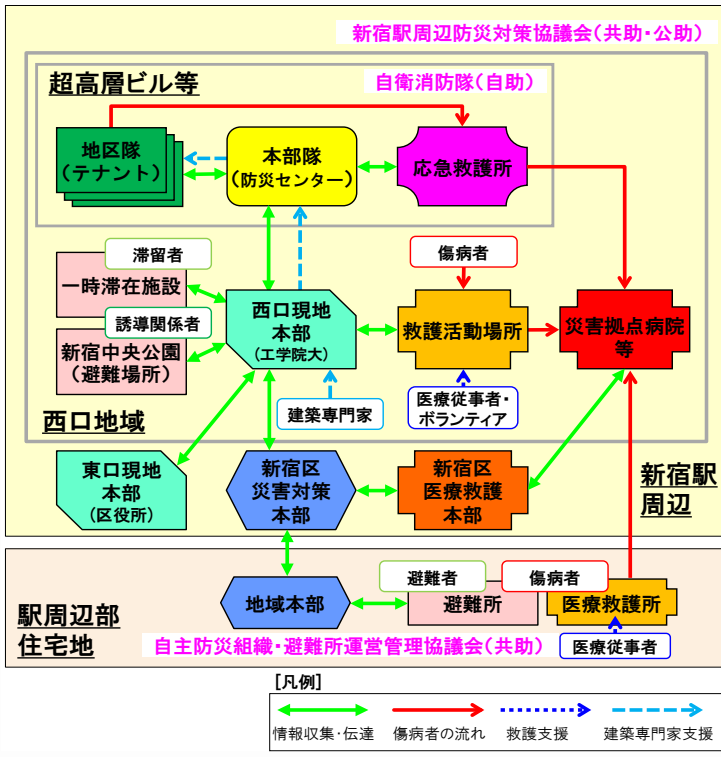 新宿駅周辺防災対策協議会(共助・公助)
超高層ビル等
自衛消防隊(自助)
地区隊
(テナント)
本部隊
(防災センター)
応急救護所
滞留者
一時滞在施設
誘導関係者
新宿中央公園
(避難場所)
西口現地
本部
(工学院大)
傷病者
救護活動場所
災害拠点病院
等
建築専門家
医療従事者・
ボランティア
西口地域
東口現地
本部
(区役所)
新宿区
災害対策
本部
新宿区
医療救護
本部
新宿駅
周辺
避難者
傷病者
地域本部
避難所
医療救護所
駅周辺部
住宅地
自主防災組織・避難所運営管理協議会(共助)
医療従事者
[凡例]
情報収集・伝達
傷病者の流れ
救護支援
建築専門家支援